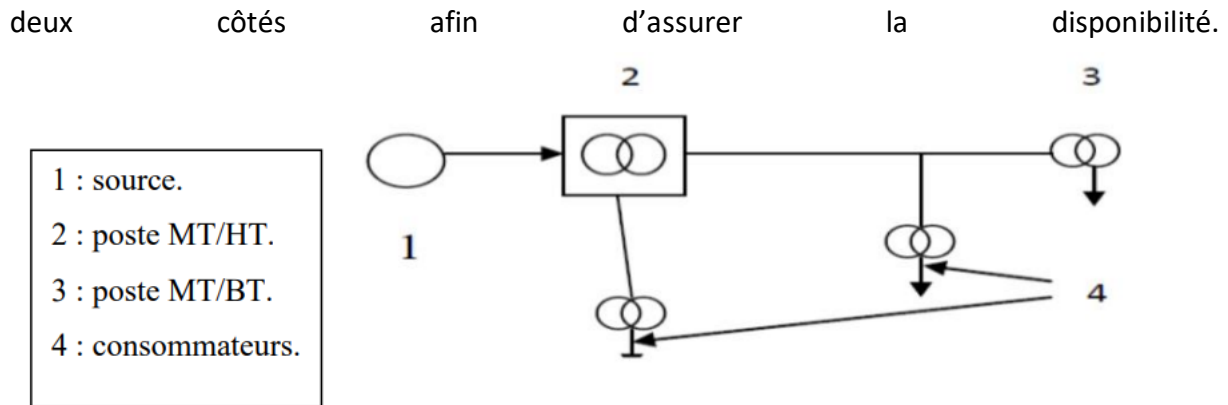 deux côtés afin d’assurer la disponibilité.
2
3
1 : source.
2 : poste MT/HT.
3 : poste MT/BT.
4 : consommateurs.
1
4